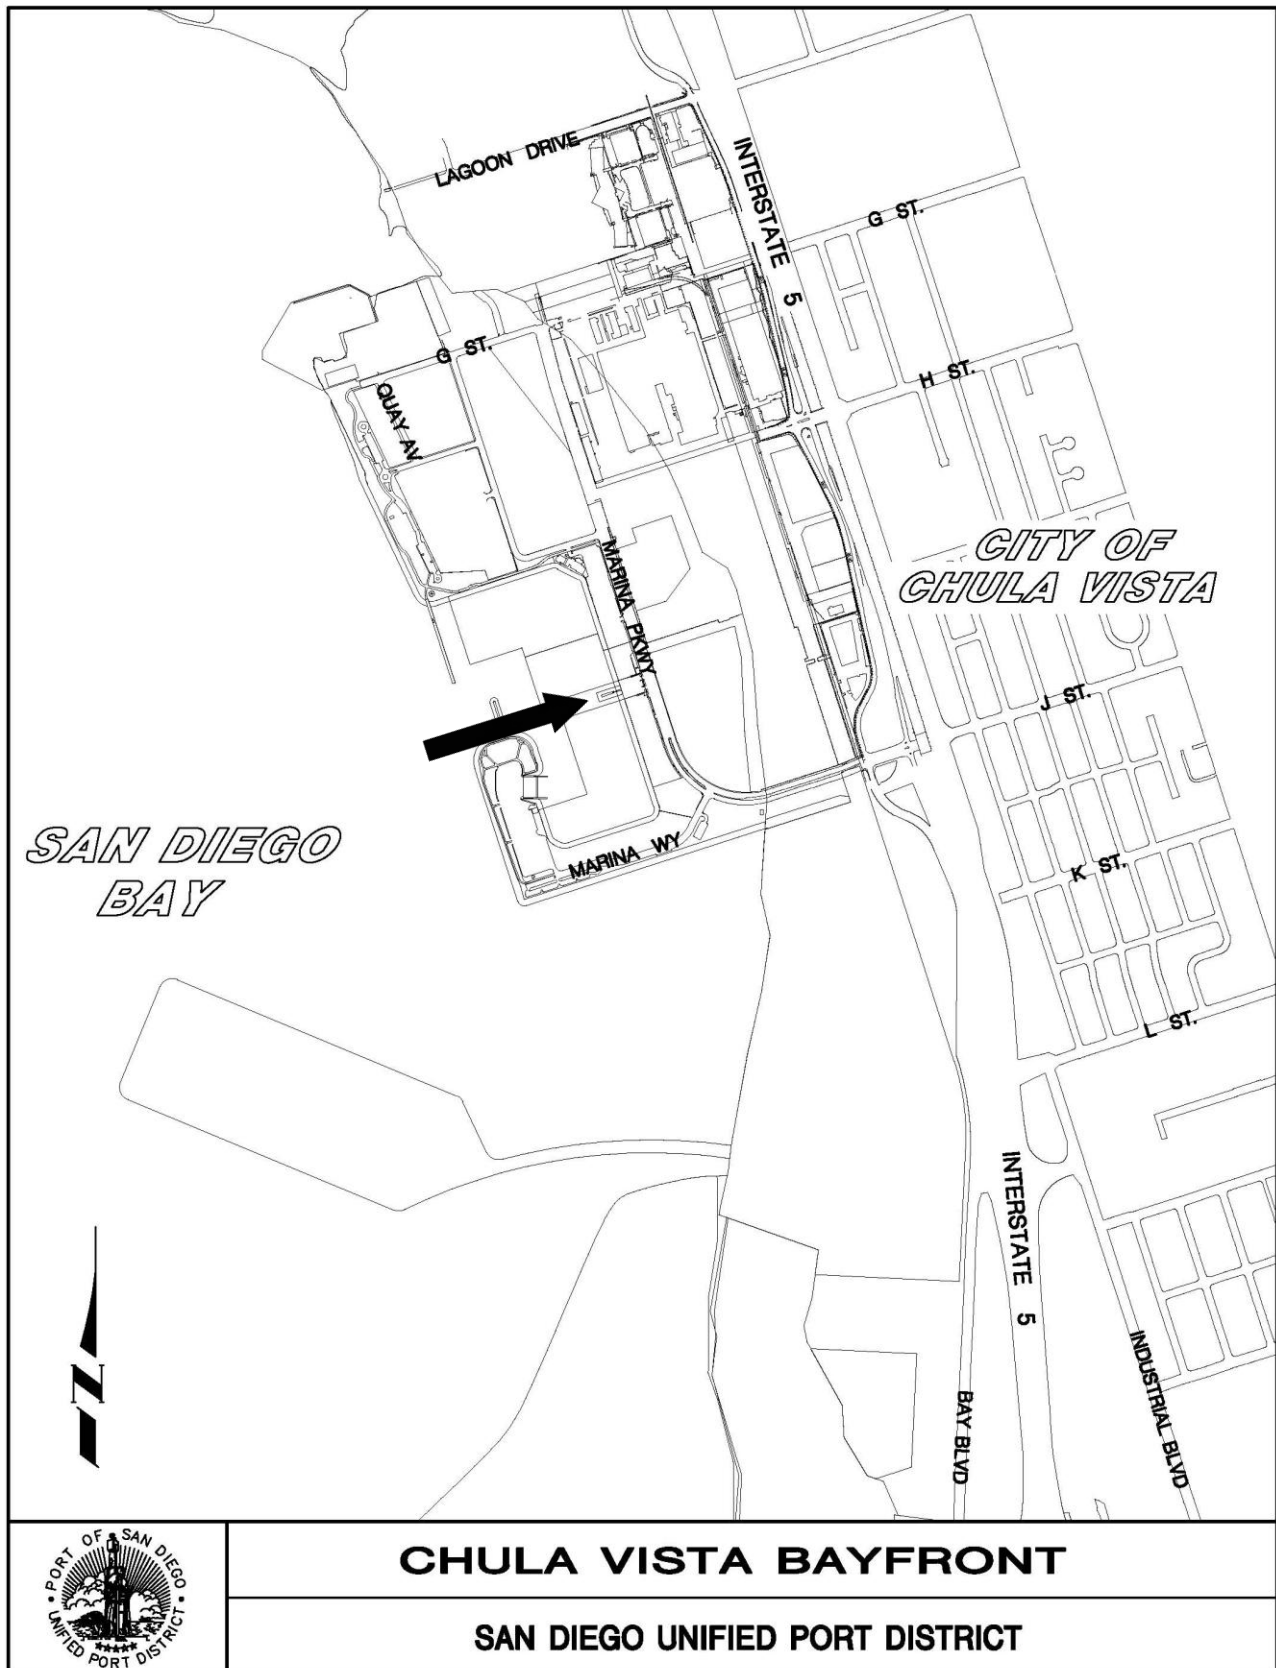 LAGOON DRIVE
INTERSTATE 5
G ST.
G ST.
H ST.
QUAY AV.
MARINA PKWY
CITY OF
CHULA VISTA
J ST.
SAN DIEGO
BAY
MARINA WY
K ST.
L ST.
INTERSTATE 5
INDUSTRIAL BLVD
BAY BLVD
N
PORT OF SAN DIEGO
UNIFIED PORT DISTRICT
CHULA VISTA BAYFRONT
SAN DIEGO UNIFIED PORT DISTRICT